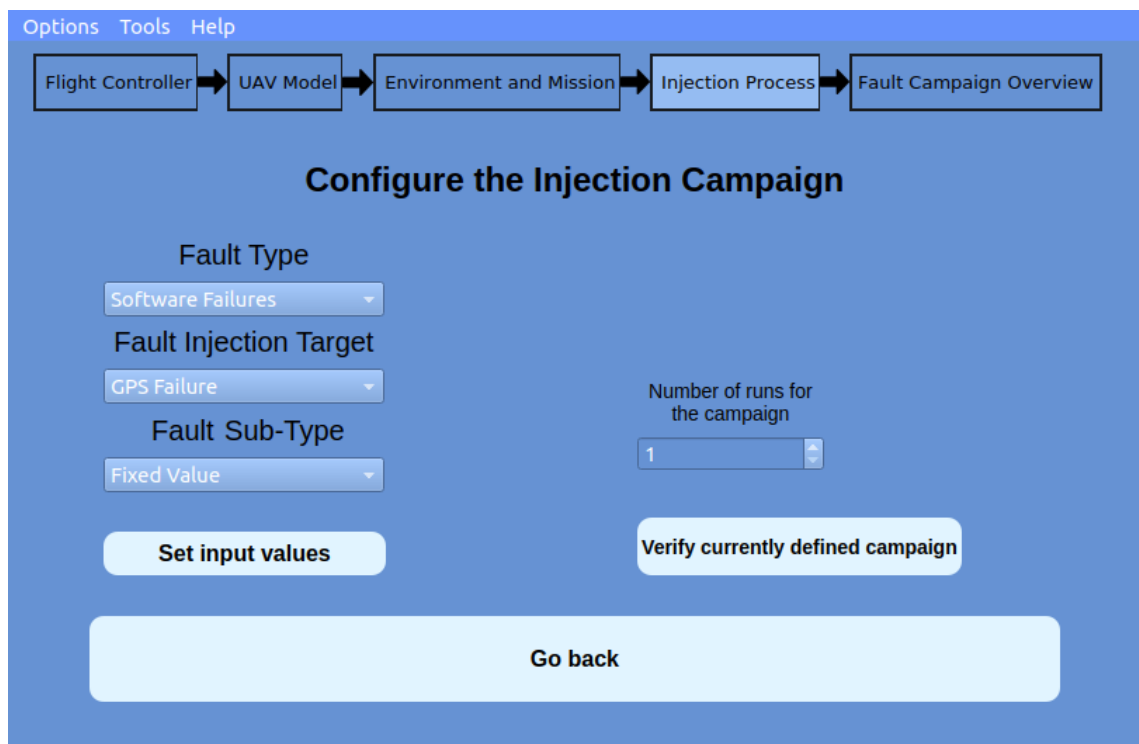 Options Tools Help
Flight Controller UAV Model Environment and Mission Injection Process Fault Campaign Overview
Configure the Injection Campaign
Fault Type
Software Failures
Fault Injection Target
GPS Failure
Fault Sub-Type
Fixed Value
Set input values
Number of runs for
the campaign
1
Verify currently defined campaign
Go back